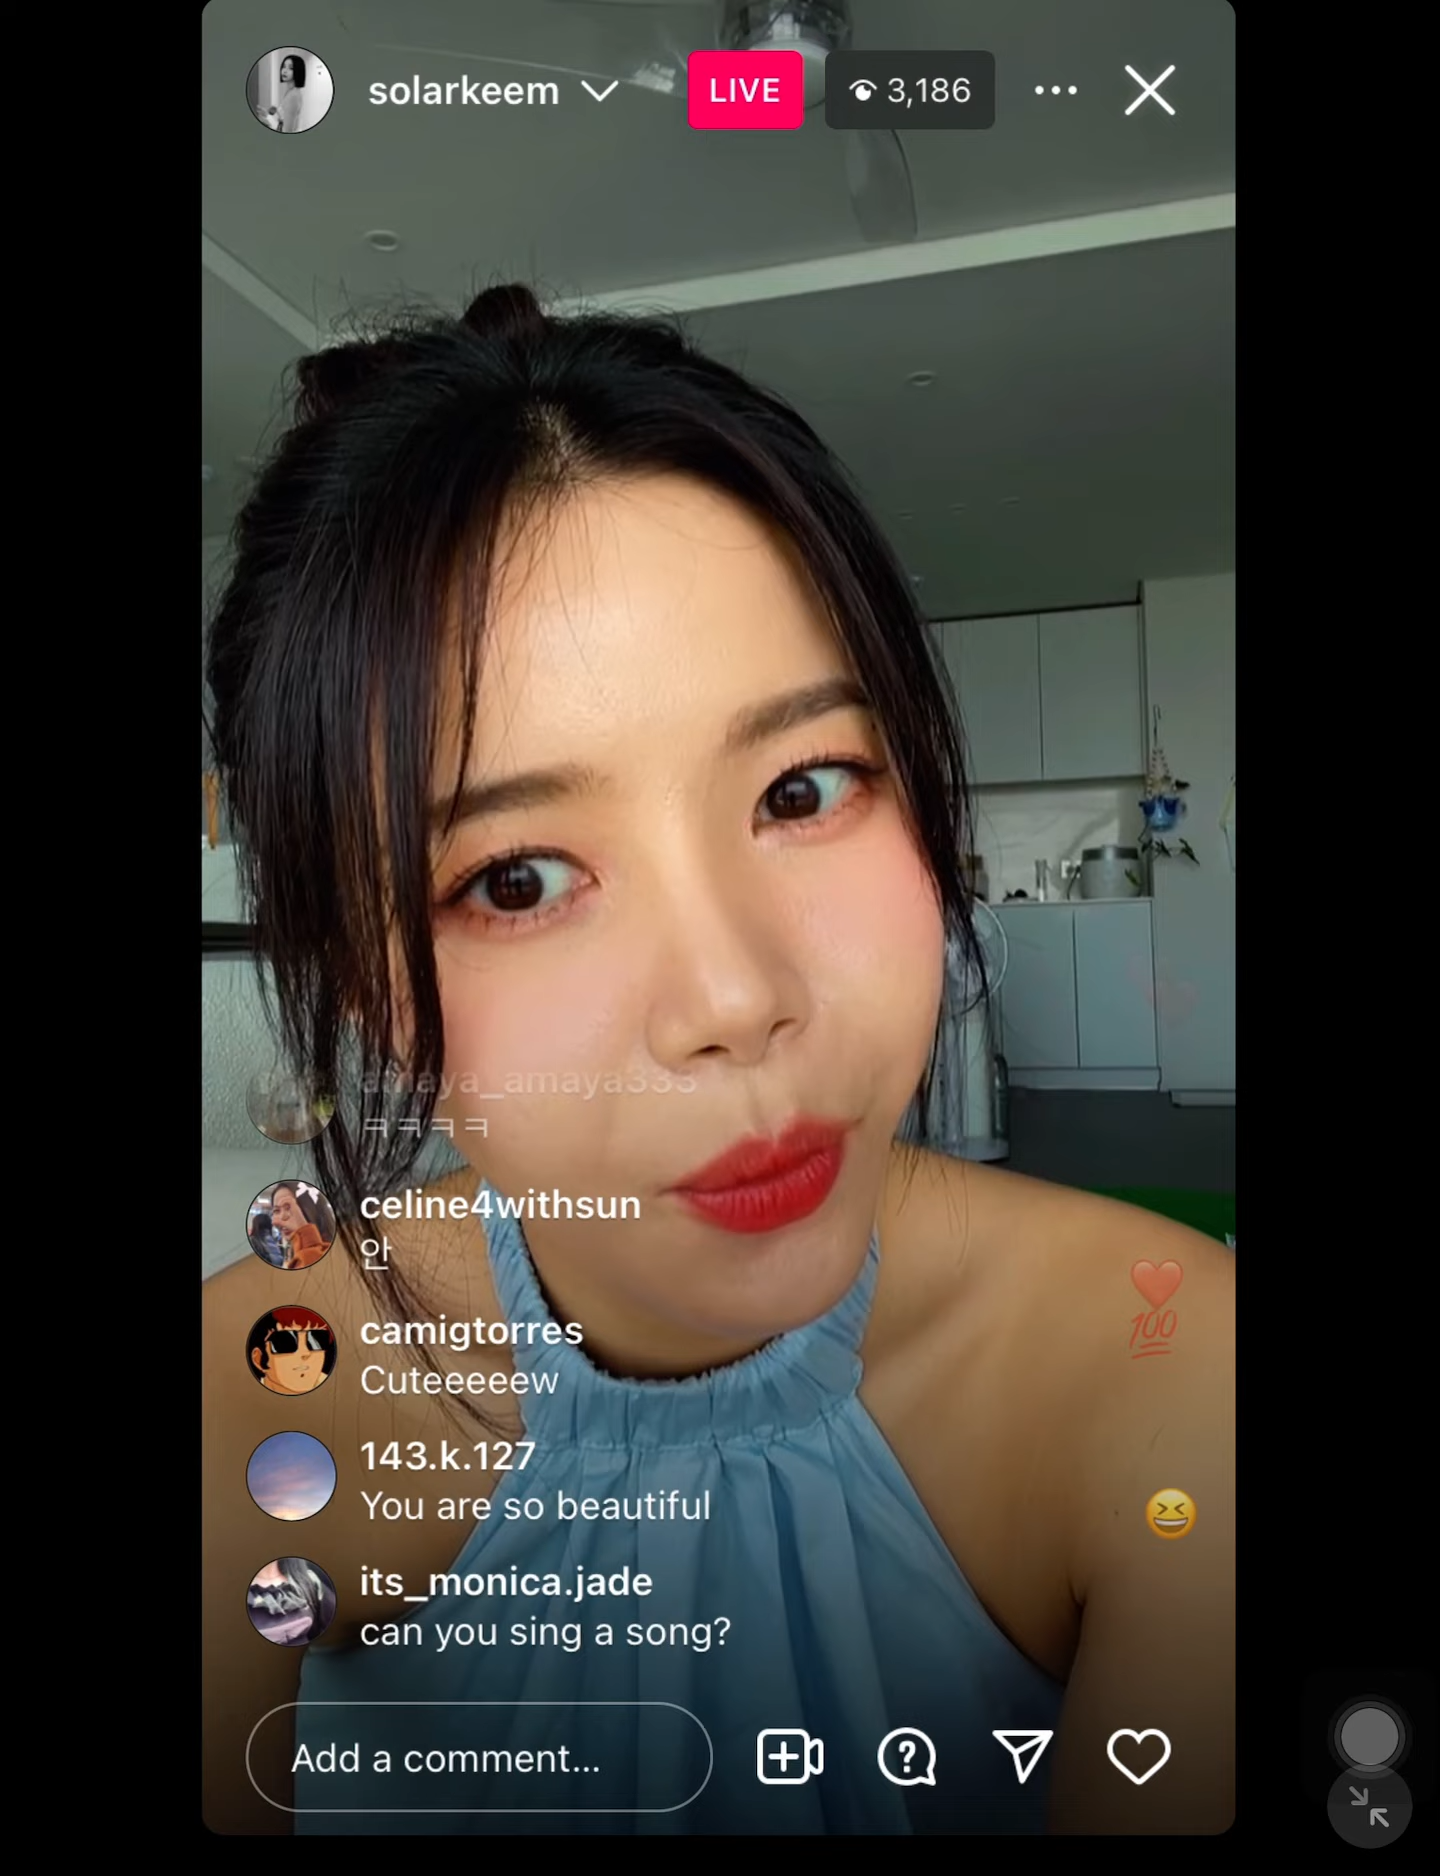 solarkeem
LIVE
3,186
amaya_amaya333
ㅋㅋㅋㅋ
celine4withsun
안
camigtorres
Cuteeeeew
143.k.127
You are so beautiful
its_monica.jade
can you sing a song?
Add a comment...
💯